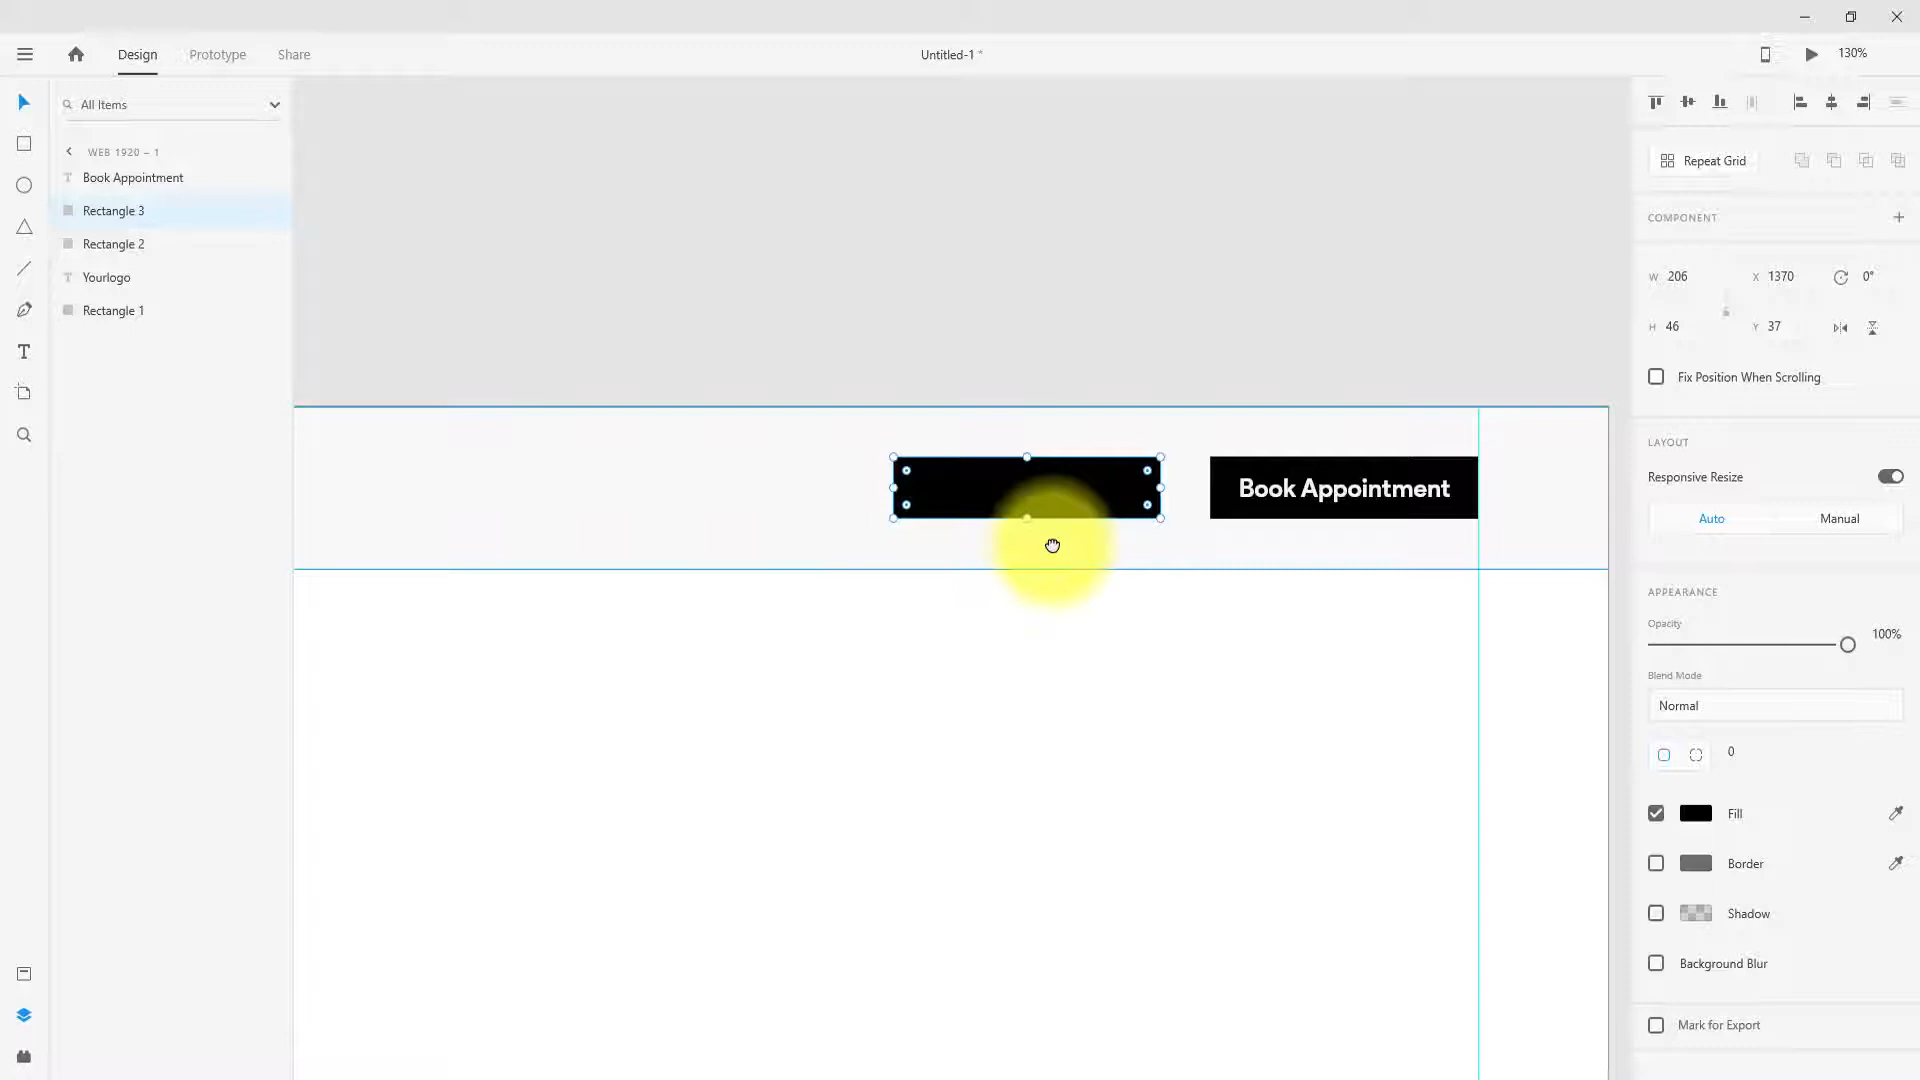 Design
Prototype
Share
Untitled-1 *
130%
All Items
WEB 1920 – 1
Book Appointment
Rectangle 3
Rectangle 2
Yourlogo
Rectangle 1
Book Appointment
Repeat Grid
COMPONENT
W 206
X 1370
0°
H 46
Y 37
Fix Position When Scrolling
LAYOUT
Responsive Resize
Auto
Manual
APPEARANCE
Opacity
100%
Blend Mode
Normal
0
Fill
Border
Shadow
Background Blur
Mark for Export